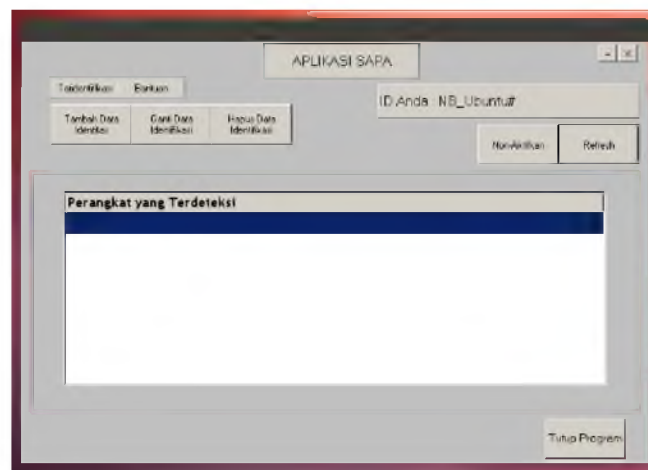 APLIKASI SAPA
- x
Teridentifikasi Bantuan
ID Anda : NB_Ubuntu#
Tambah Data Identifikasi
Ganti Data Identifikasi
Hapus Data Identifikasi
Non-Aktifkan
Refresh
Perangkat yang Terdeteksi
Tutup Program